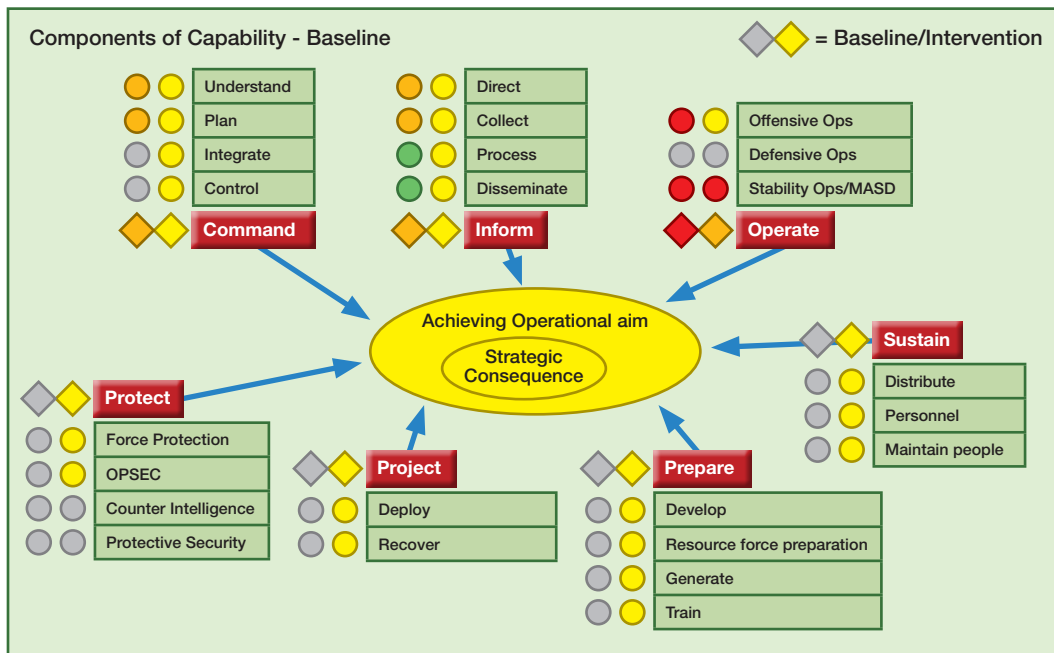 Components of Capability - Baseline
= Baseline/Intervention
Understand
Plan
Integrate
Control
Command
Direct
Collect
Process
Disseminate
Inform
Offensive Ops
Defensive Ops
Stability Ops/MASD
Operate
Achieving Operational aim
Strategic
Consequence
Sustain
Distribute
Personnel
Maintain people
Protect
Force Protection
OPSEC
Counter Intelligence
Protective Security
Project
Deploy
Recover
Prepare
Develop
Resource force preparation
Generate
Train